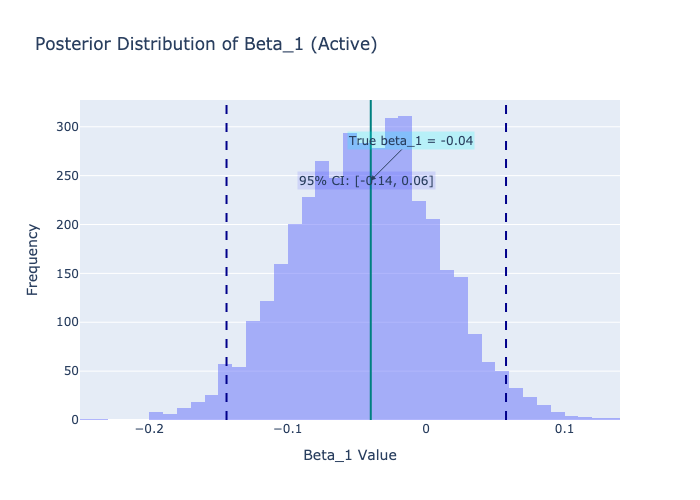 Posterior Distribution of Beta_1 (Active)
True beta_1 = -0.04
95% CI: [-0.14, 0.06]
Frequency
300
250
200
150
100
50
0
−0.2
−0.1
0
0.1
Beta_1 Value